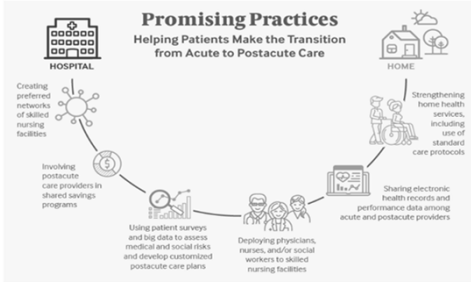 Promising Practices
Helping Patients Make the Transition
from Acute to Postacute Care
HOSPITAL
HOME
Creating
preferred
networks
of skilled
nursing
facilities
Involving
postacute
care providers in
shared savings
programs
Using patient surveys
and big data to assess
medical and social risks
and develop customized
postacute care plans
Deploying physicians,
nurses, and/or social
workers to skilled
nursing facilities
Sharing electronic
health records and
performance data among
acute and postacute providers
Strengthening
home health
services,
including
use of
standard
care protocols